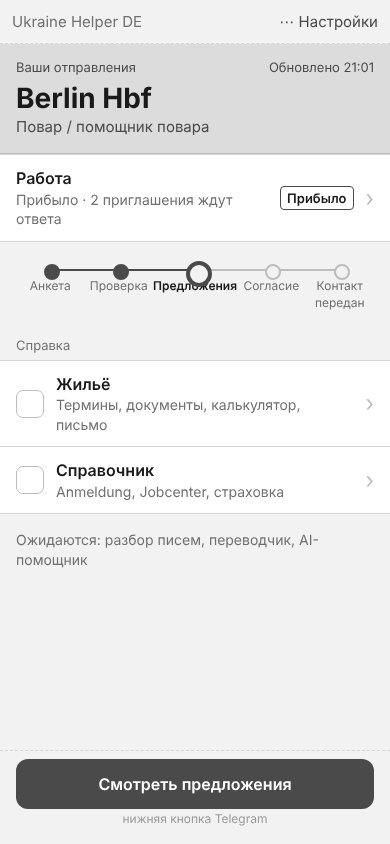 Ukraine Helper DE
··· Настройки
Ваши отправления
Обновлено 21:01
Berlin Hbf
Повар / помощник повара
Работа
Прибыло · 2 приглашения ждут
ответа
Прибыло
Анкета
Проверка
Предложения
Согласие
Контакт
передан
Справка
Жильё
Термины, документы, калькулятор,
письмо
Справочник
Anmeldung, Jobcenter, страховка
Ожидаются: разбор писем, переводчик, AI-
помощник
Смотреть предложения
нижняя кнопка Telegram